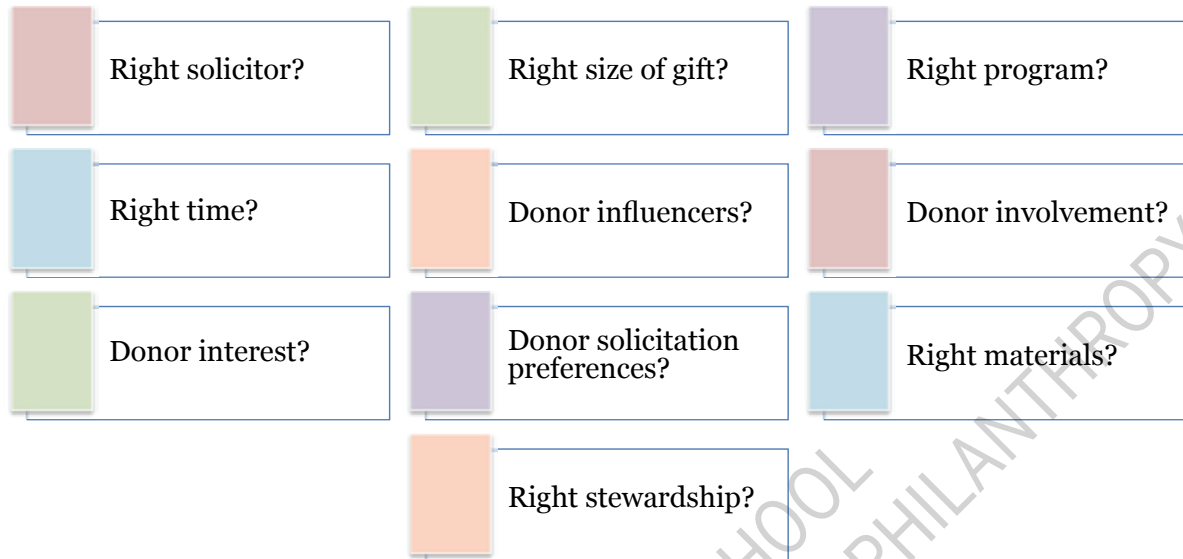 Right solicitor?
Right size of gift?
Right program?
Right time?
Donor influencers?
Donor involvement?
Donor interest?
Donor solicitation
preferences?
Right materials?
Right stewardship?
PHILANTHROPY